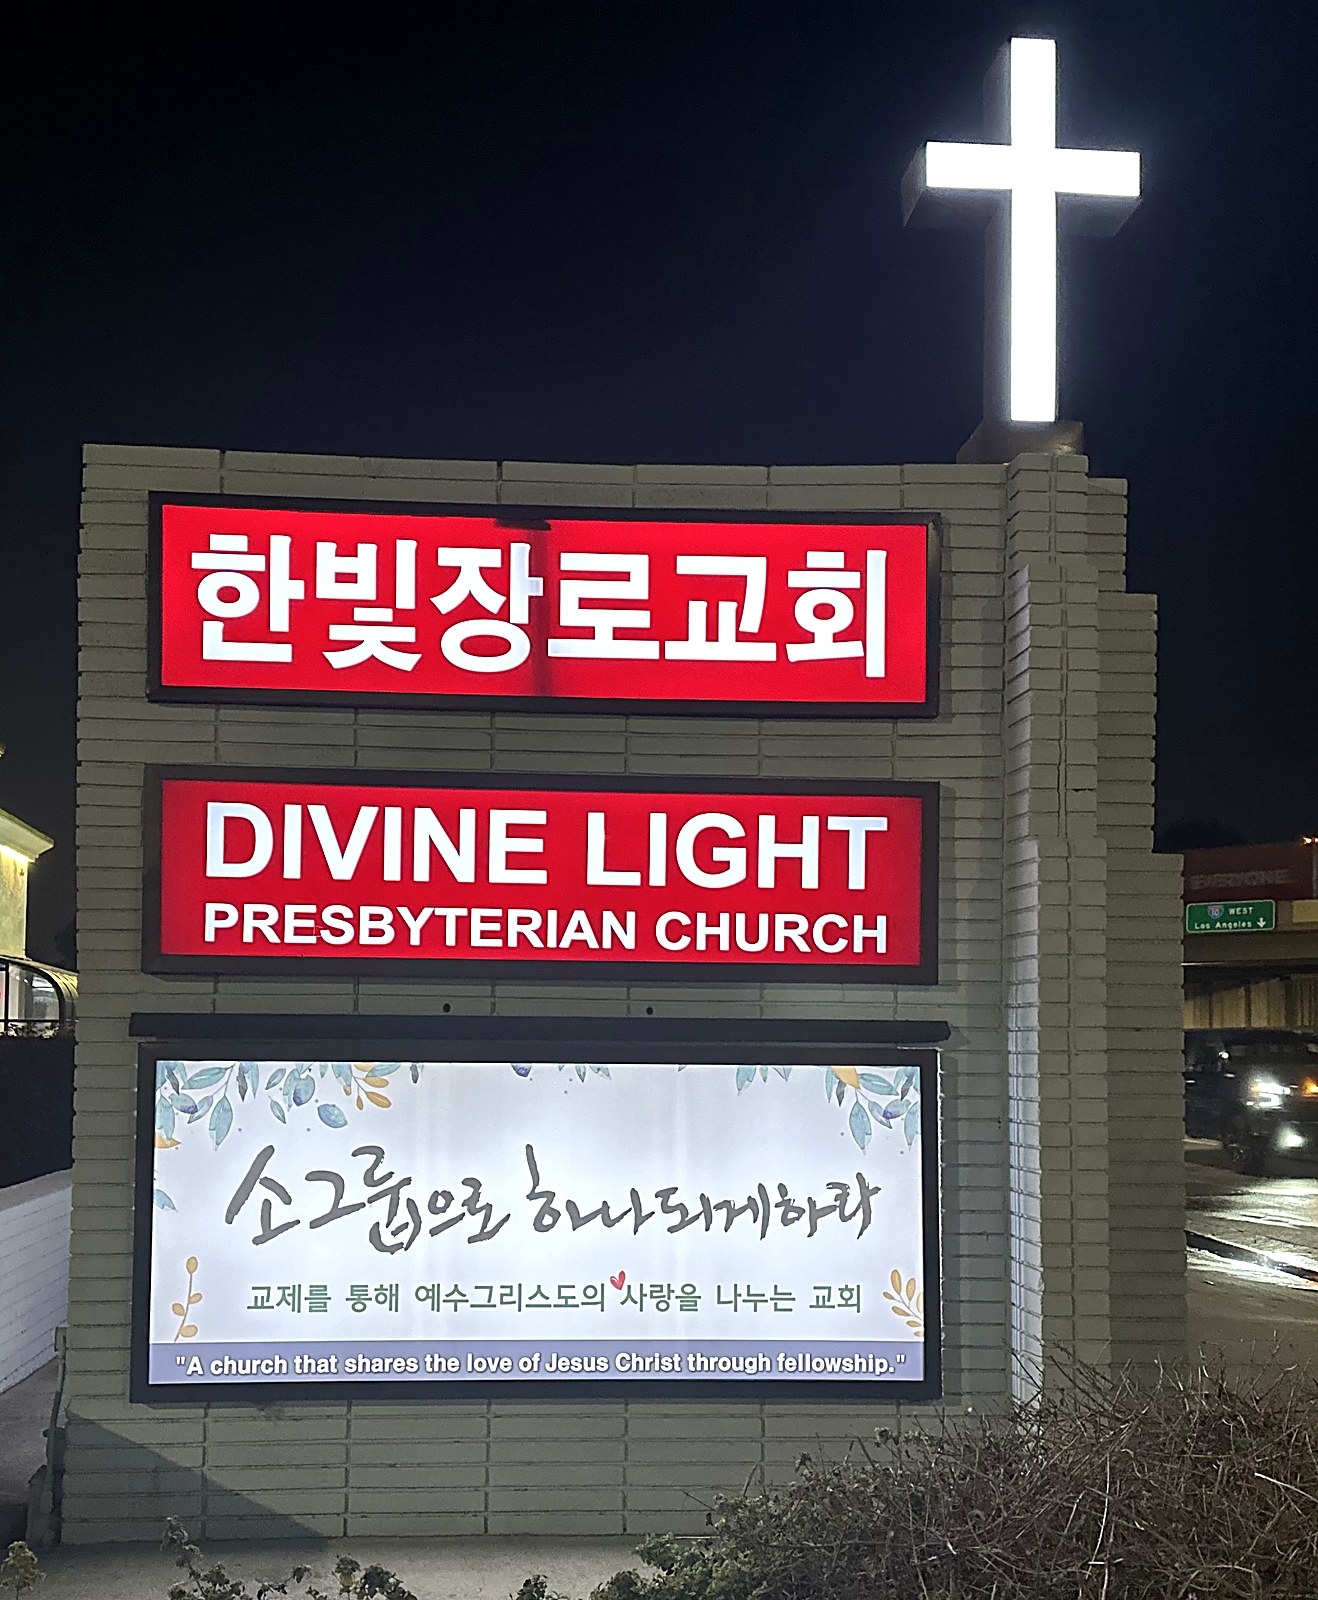 한빛장로교회
DIVINE LIGHT
PRESBYTERIAN CHURCH
소그룹으로 하나되게하라
교제를 통해 예수그리스도의 사랑을 나누는 교회
"A church that shares the love of Jesus Christ through fellowship."
EVERYONE
10 WEST
Los Angeles